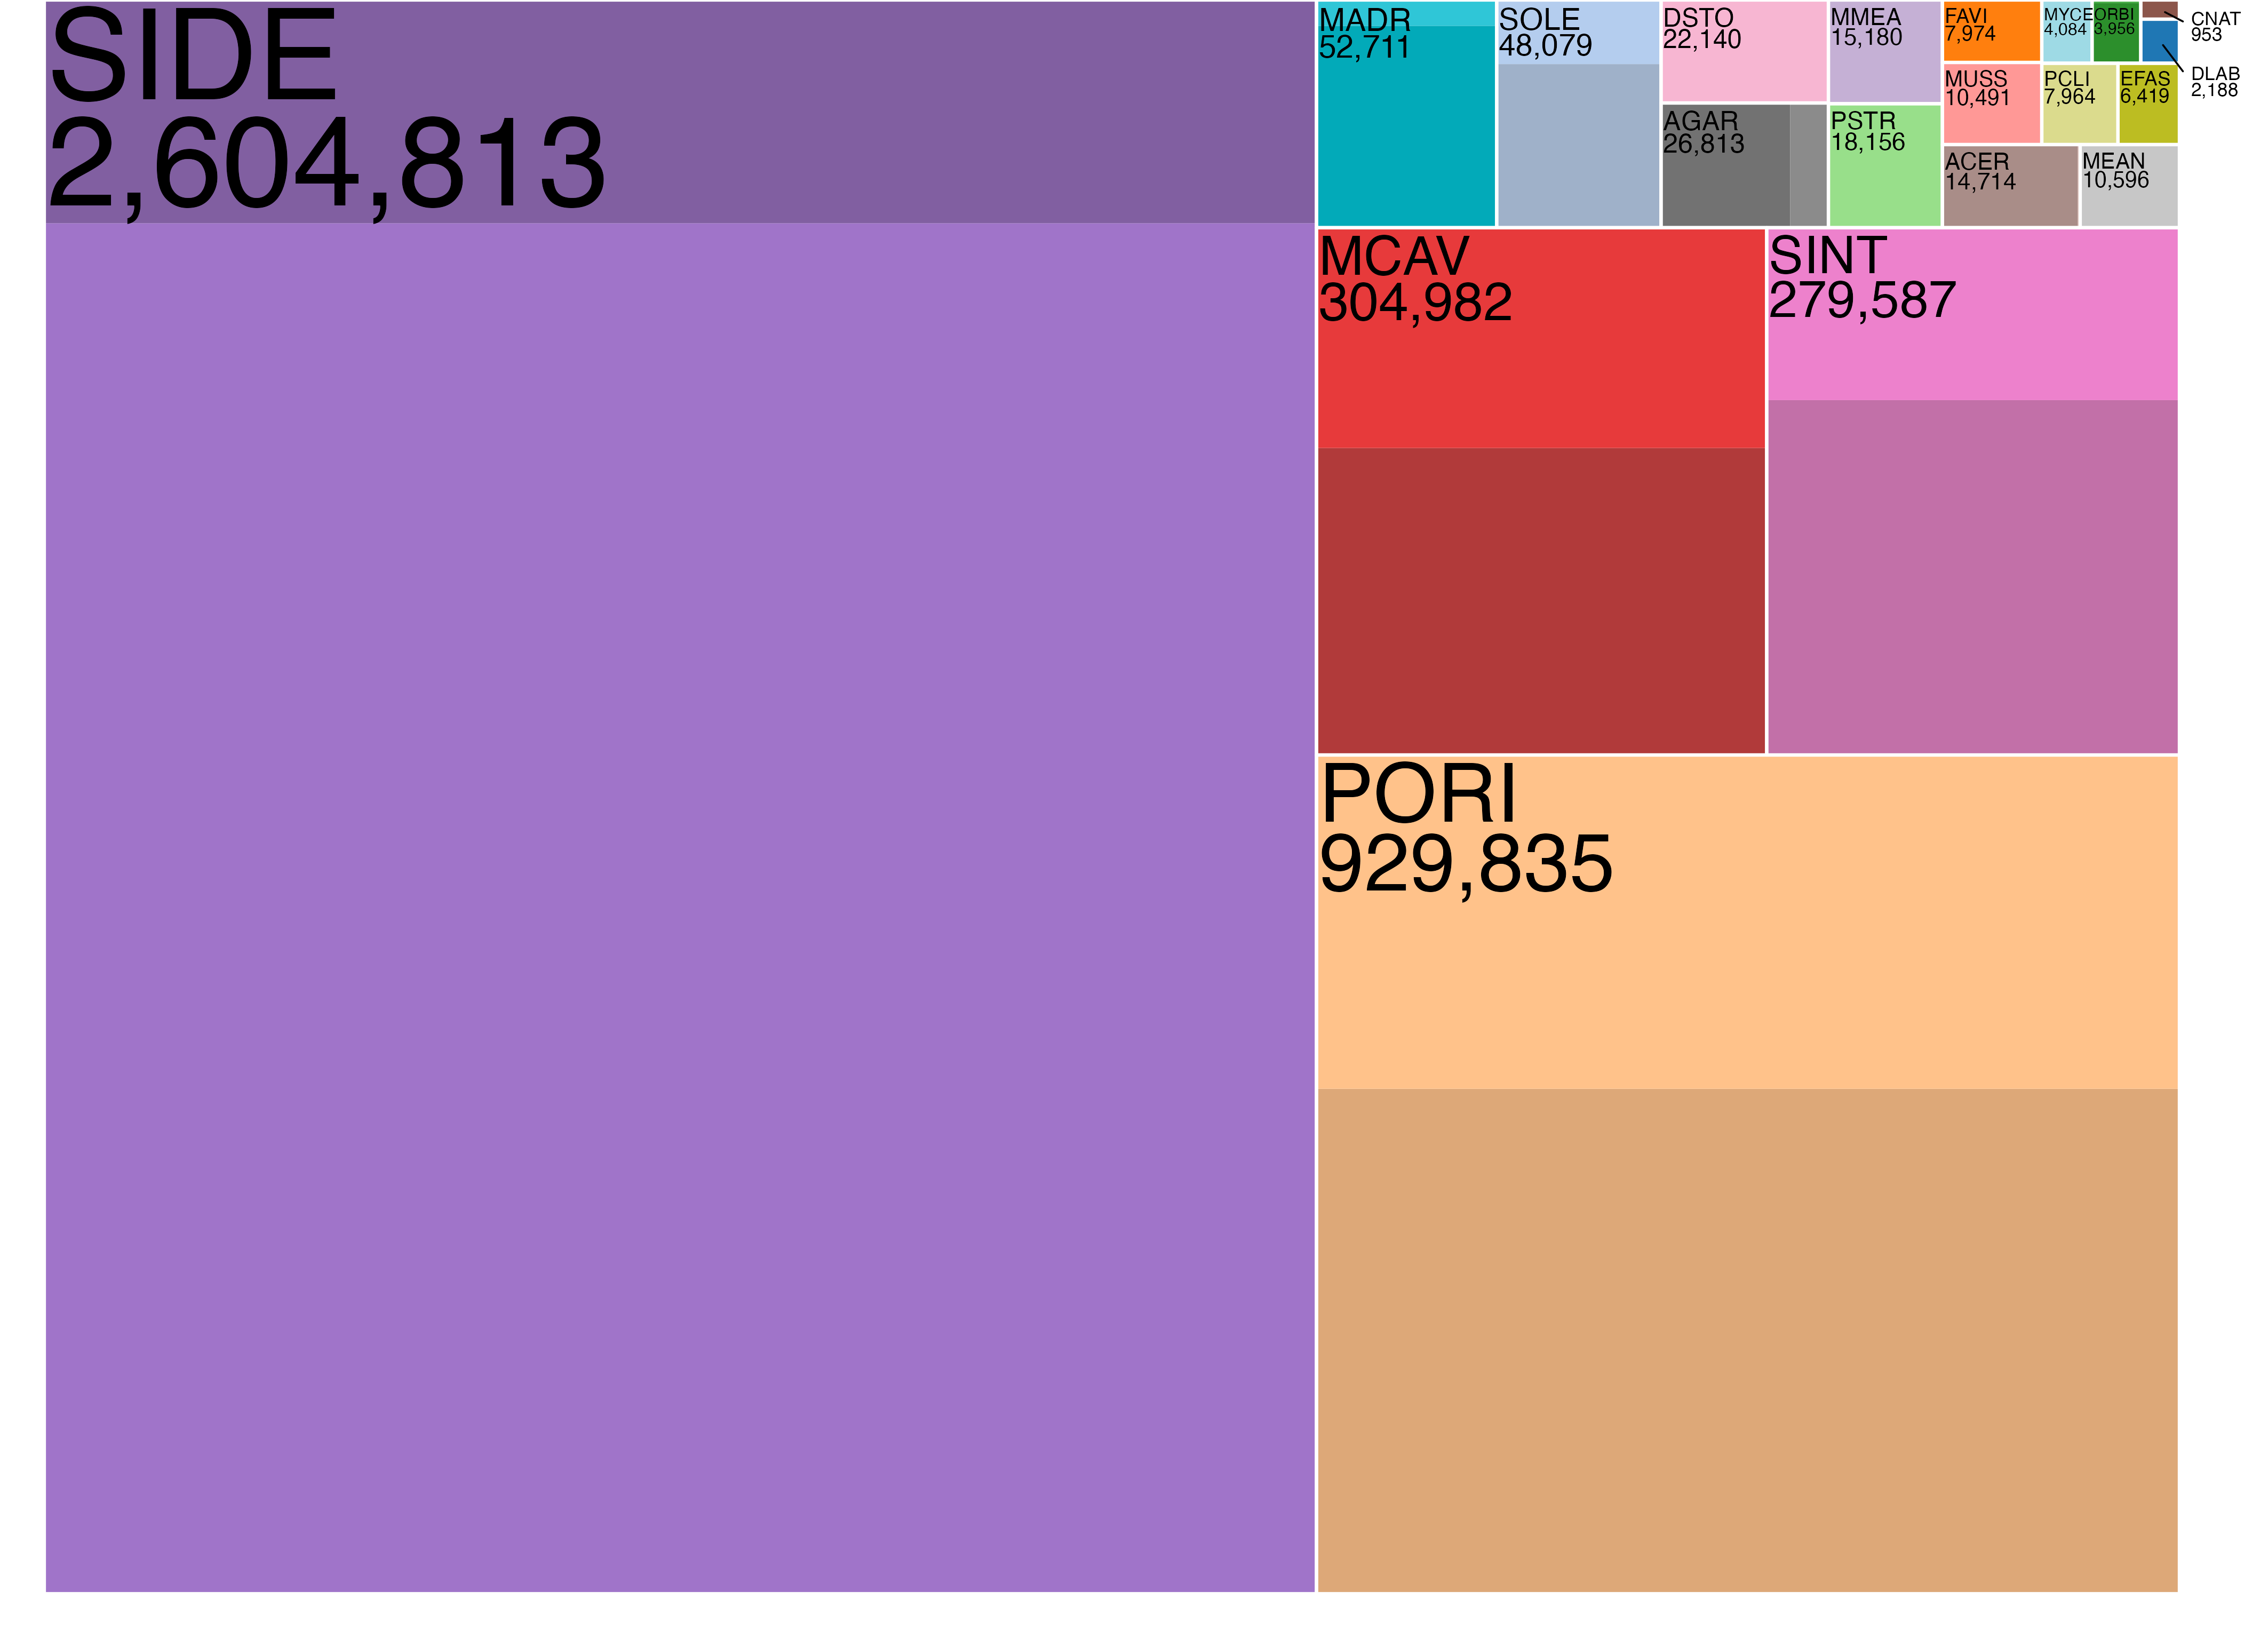 SIDE
2,604,813
MADR
52,711
SOLE
48,079
DSTO
22,140
MMEA
15,180
FAVI
7,974
MYCE
4,084
ORBI
3,956
CNAT
953
DLAB
2,188
MUSS
10,491
PCLI
7,964
EFAS
6,419
AGAR
26,813
PSTR
18,156
ACER
14,714
MEAN
10,596
MCAV
304,982
SINT
279,587
PORI
929,835